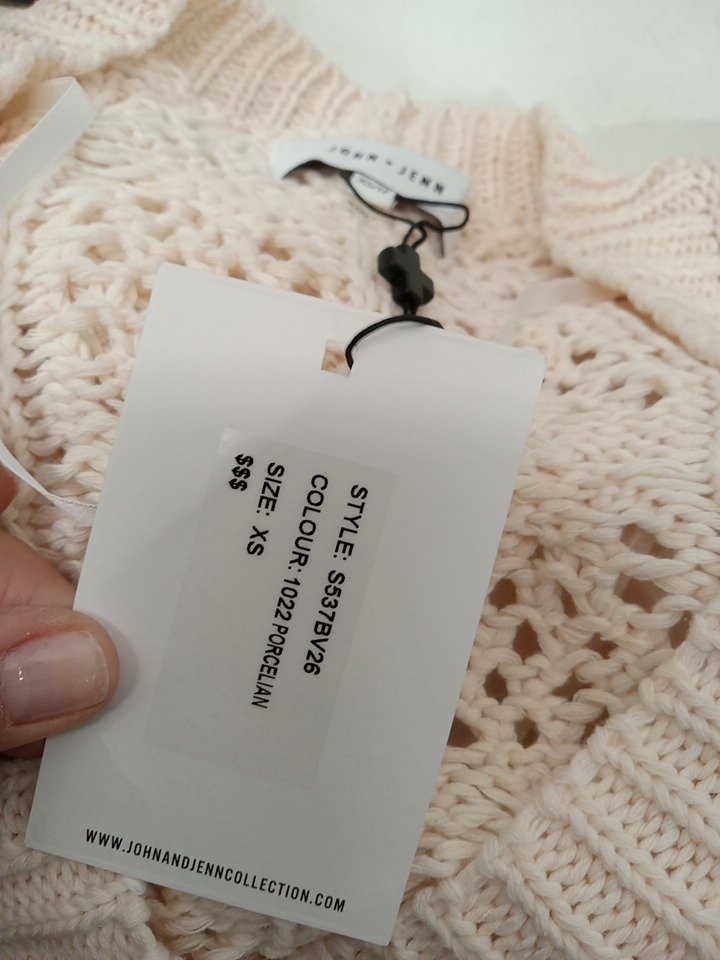 JOHN + JENN
STYLE: S537BV26
COLOUR: 1022 PORCELIAN
SIZE: XS
$$$
WWW.JOHNANDJENNCOLLECTION.COM